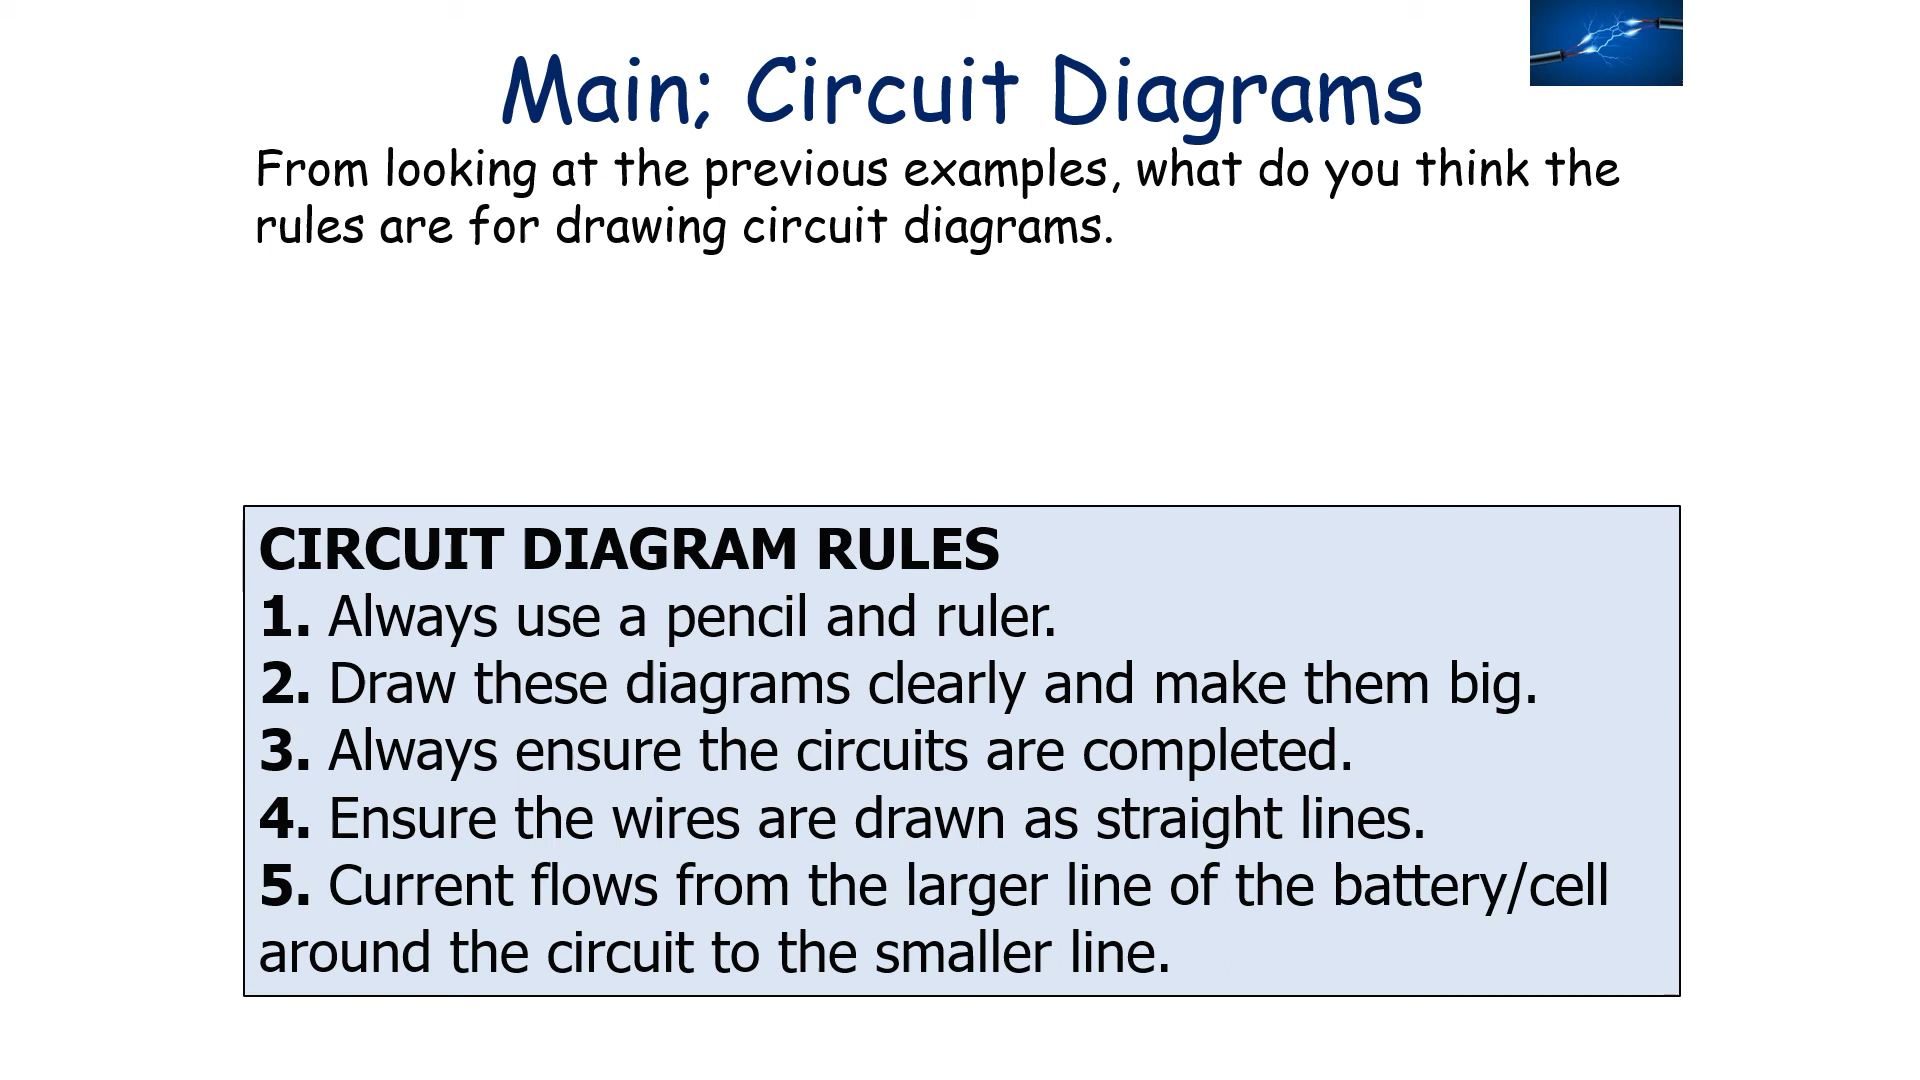 Main; Circuit Diagrams
From looking at the previous examples, what do you think the
rules are for drawing circuit diagrams.
CIRCUIT DIAGRAM RULES
1. Always use a pencil and ruler.
2. Draw these diagrams clearly and make them big.
3. Always ensure the circuits are completed.
4. Ensure the wires are drawn as straight lines.
5. Current flows from the larger line of the battery/cell
around the circuit to the smaller line.